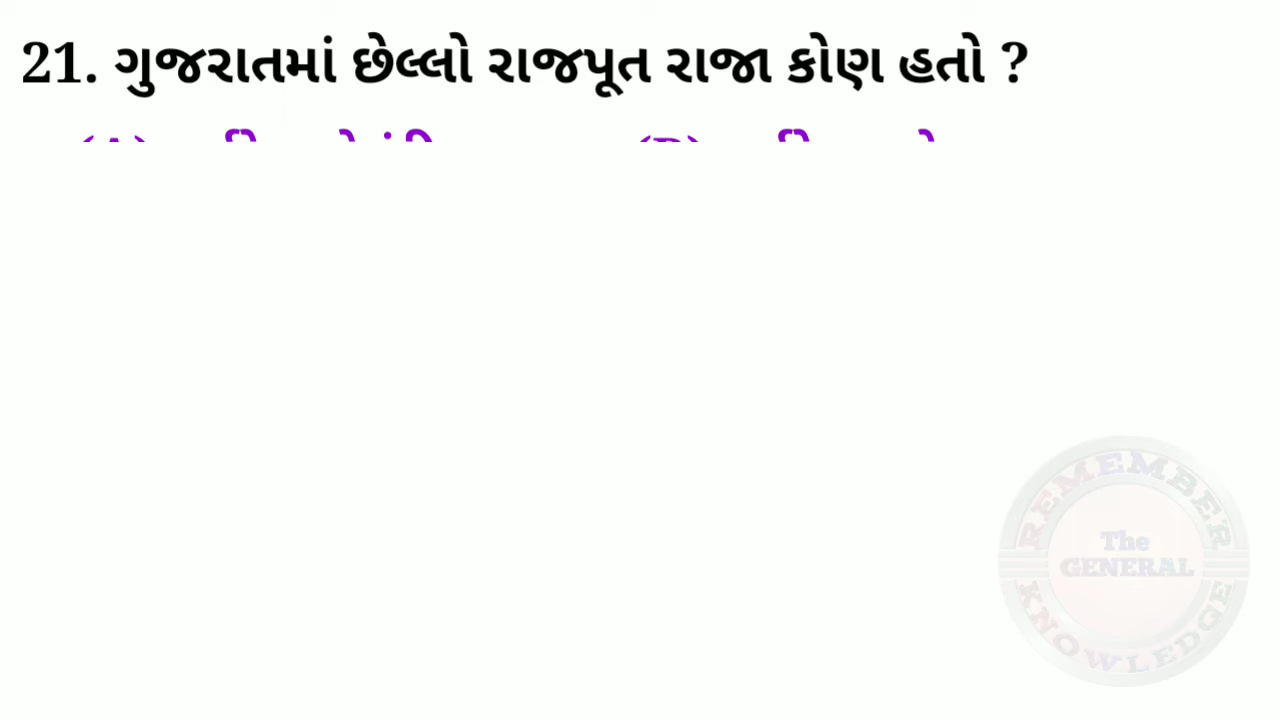 21. ગુજરાતમાં છેલ્લો રાજપૂત રાજા કોણ હતો ?
REMEMBER
The
GENERAL
KNOWLEDGE